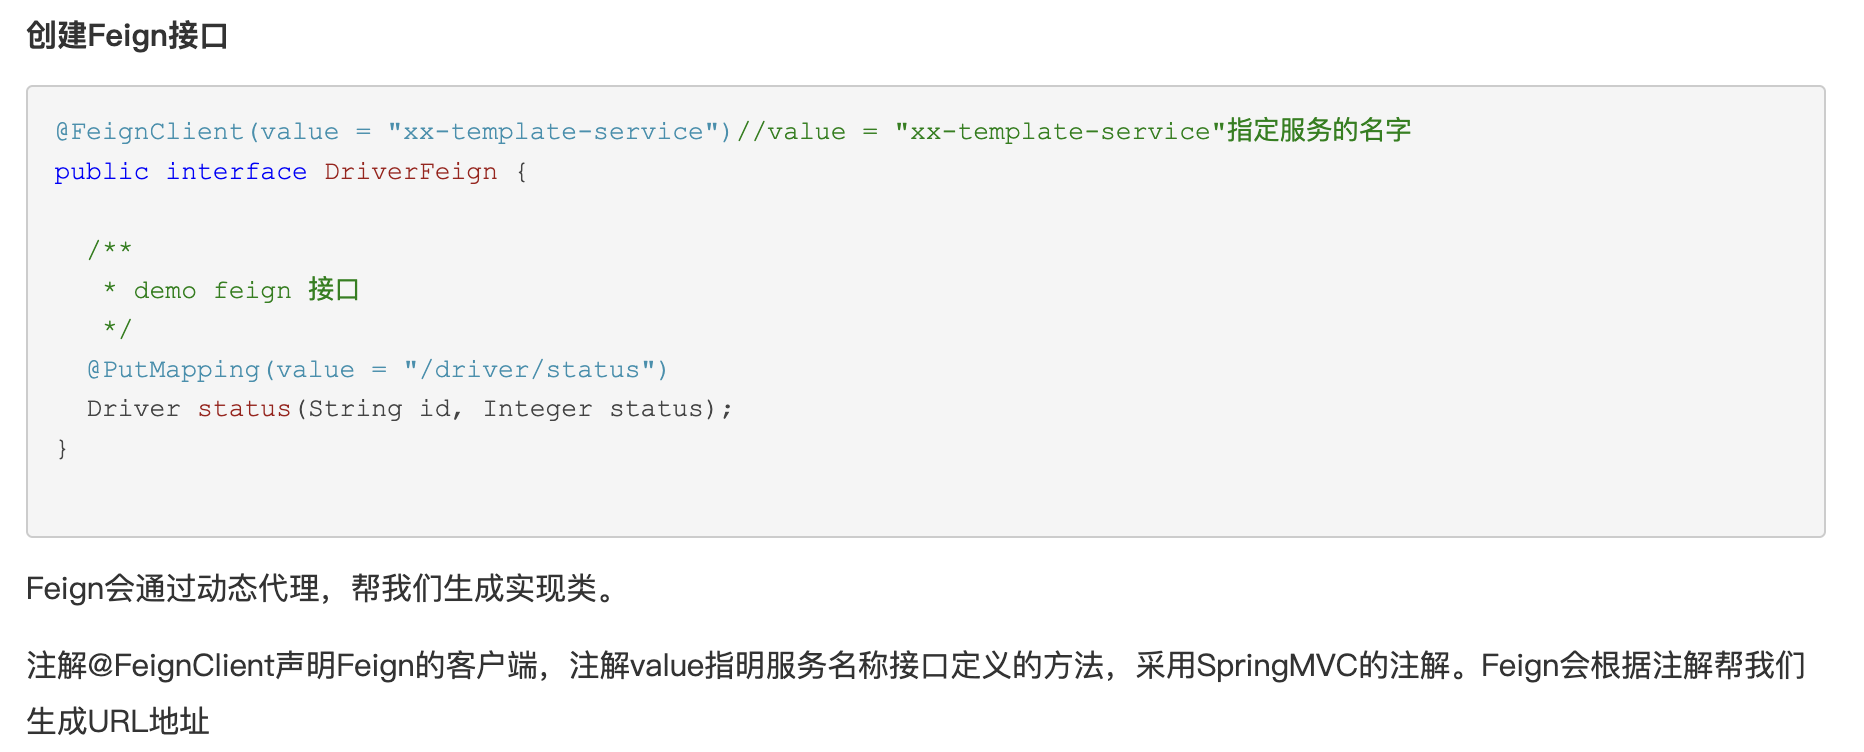 创建Feign接口
@FeignClient(value = "xx-template-service")//value = "xx-template-service"指定服务的名字
public interface DriverFeign {
/**
* demo feign 接口
*/
@PutMapping(value = "/driver/status")
Driver status(String id, Integer status);
}
Feign会通过动态代理，帮我们生成实现类。
注解@FeignClient声明Feign的客户端，注解value指明服务名称接口定义的方法，采用SpringMVC的注解。Feign会根据注解帮我们
生成URL地址